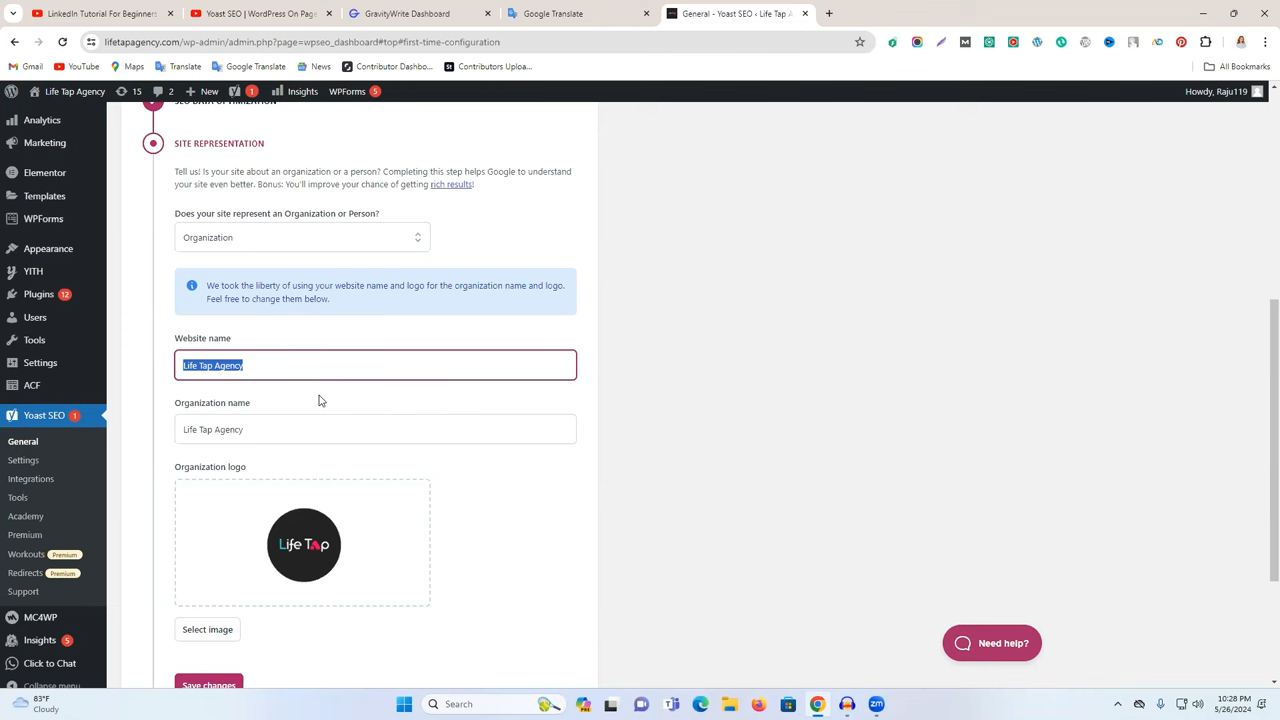 LinkedIn For Beginners
SEO in WordPress Page
GravityWrite Dashboard
Google Translate
General - Yoast SEO ‹ Life Tap A
lifetapagency.com/wp-admin/admin.php?page=wpseo_dashboard#top#first-time-configuration
Gmail
YouTube
Maps
Translate
Google Translate
News
Contributor Dashbo...
Contributors Uploa...
All Bookmarks
Life Tap Agency
15
2
New
1
Insights
WPForms
5
Howdy, Raju119
Analytics
Marketing
Elementor
Templates
WPForms
Appearance
YITH
Plugins 12
Users
Tools
Settings
ACF
Yoast SEO 1
General
Settings
Integrations
Tools
Academy
Premium
Workouts Premium
Redirects Premium
Support
MC4WP
Insights 5
Click to Chat
Collapse menu
SEO DATA OPTIMIZATION
SITE REPRESENTATION
Tell us! Is your site about an organization or a person? Completing this step helps Google to understand
your site even better. Bonus: You'll improve your chance of getting rich results!
Does your site represent an Organization or Person?
Organization
We took the liberty of using your website name and logo for the organization name and logo.
Feel free to change them below.
Website name
Life Tap Agency
Organization name
Life Tap Agency
Organization logo
Life Tap
Select image
Save changes
Need help?
83°F
Cloudy
Search
10:28 PM
5/26/2024